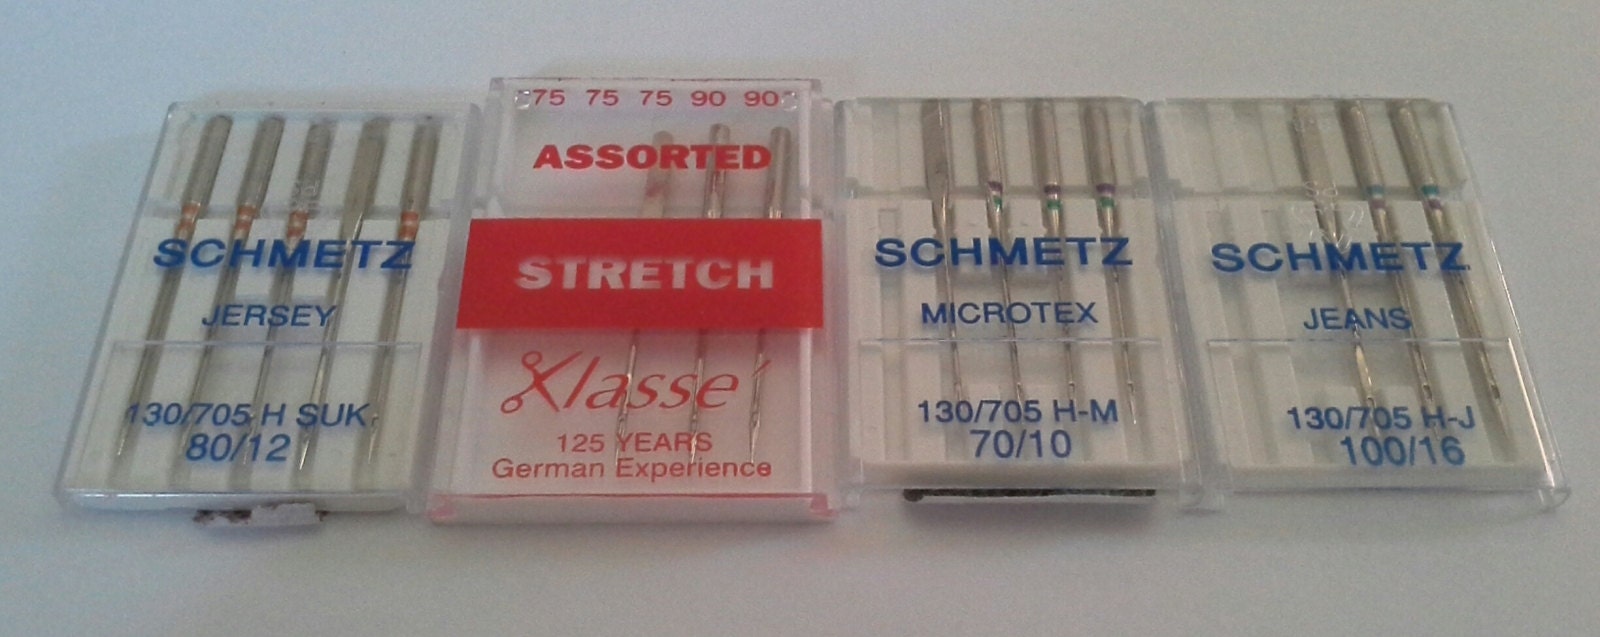 SCHMETZ
JERSEY
130/705 H SUK
80/12
75 75 75 90 90
ASSORTED
STRETCH
Klassé
125 YEARS
German Experience
SCHMETZ
MICROTEX
130/705 H-M
70/10
SCHMETZ
JEANS
130/705 H-J
100/16